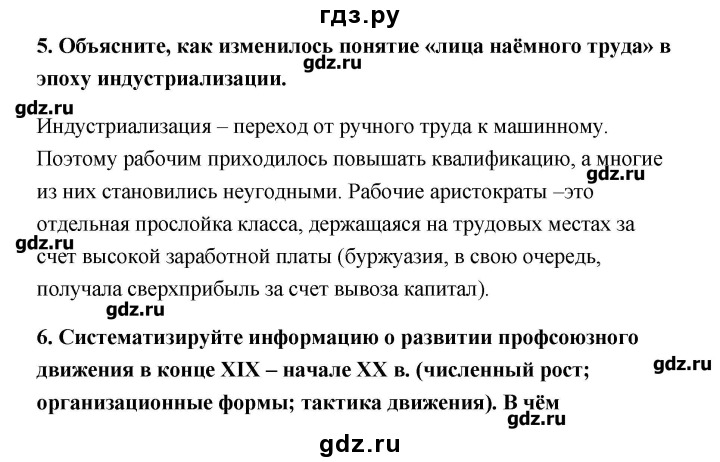 гдз.ру
5. Объясните, как изменилось понятие «лица наёмного труда» в
gdz.ru
эпоху индустриализации.
gdz.ru
Индустриализация – переход от ручного труда к машинному.
Поэтому рабочим приходилось повышать квалификацию, а многие
gdz.ru
из них становились неугодными. Рабочие аристократы –это
отдельная прослойка класса, держащаяся на трудовых местах за
gdz.ru
счет высокой заработной платы (буржуазия, в свою очередь,
получала сверхприбыль за счет вывоза капитал).
gdz.ru
6. Систематизируйте информацию о развитии профсоюзного
движения в конце XIX – начале XX в. (численный рост;
gdz.ru
организационные формы; тактика движения). В чём
gdz.ru
gdz.ru